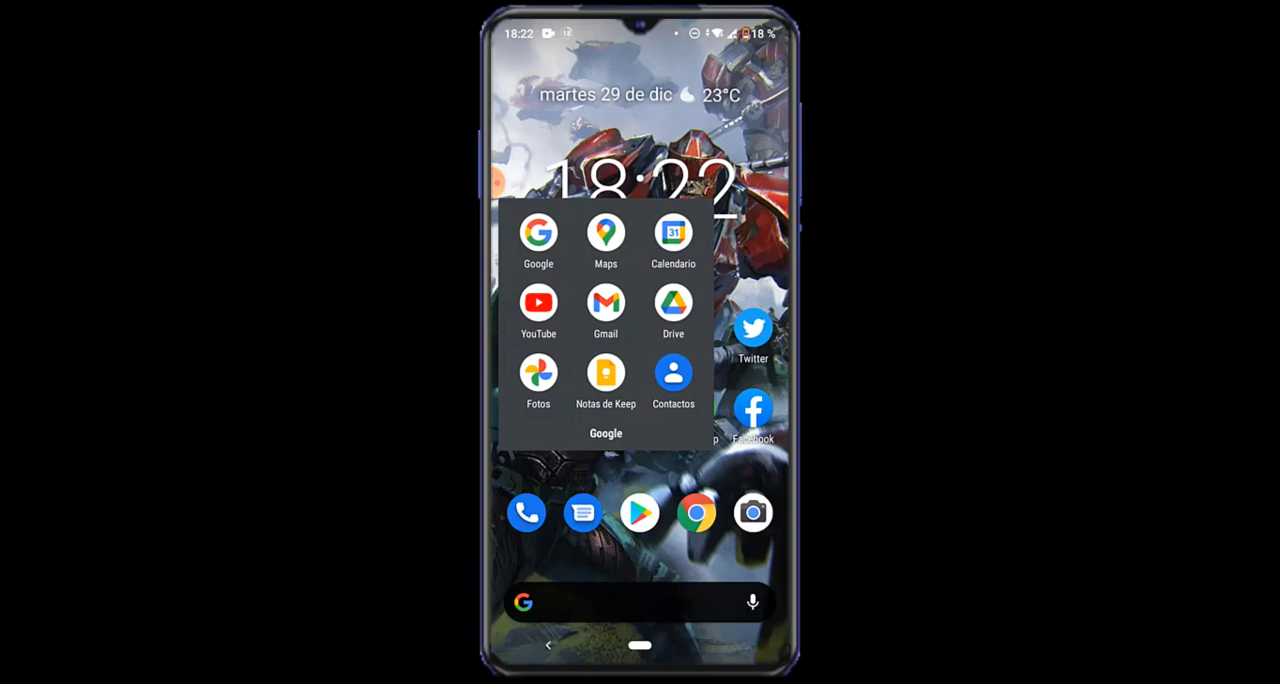 18:22 18 %
martes 29 de dic 23°C
18:22
Google Maps Calendario
31
YouTube Gmail Drive
Twitter
Fotos Notas de Keep Contactos
Google
p Facebook